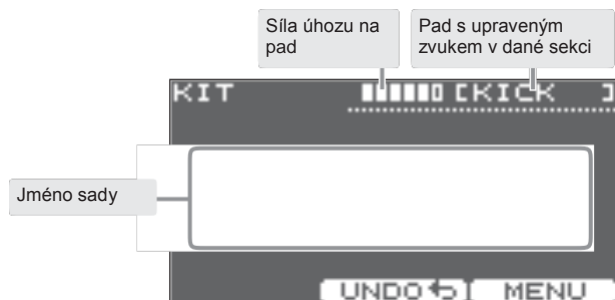 Síla úhozu na
pad
Pad s upraveným
zvukem v dané sekci
KIT [KICK ]
Jméno sady
UNDO MENU